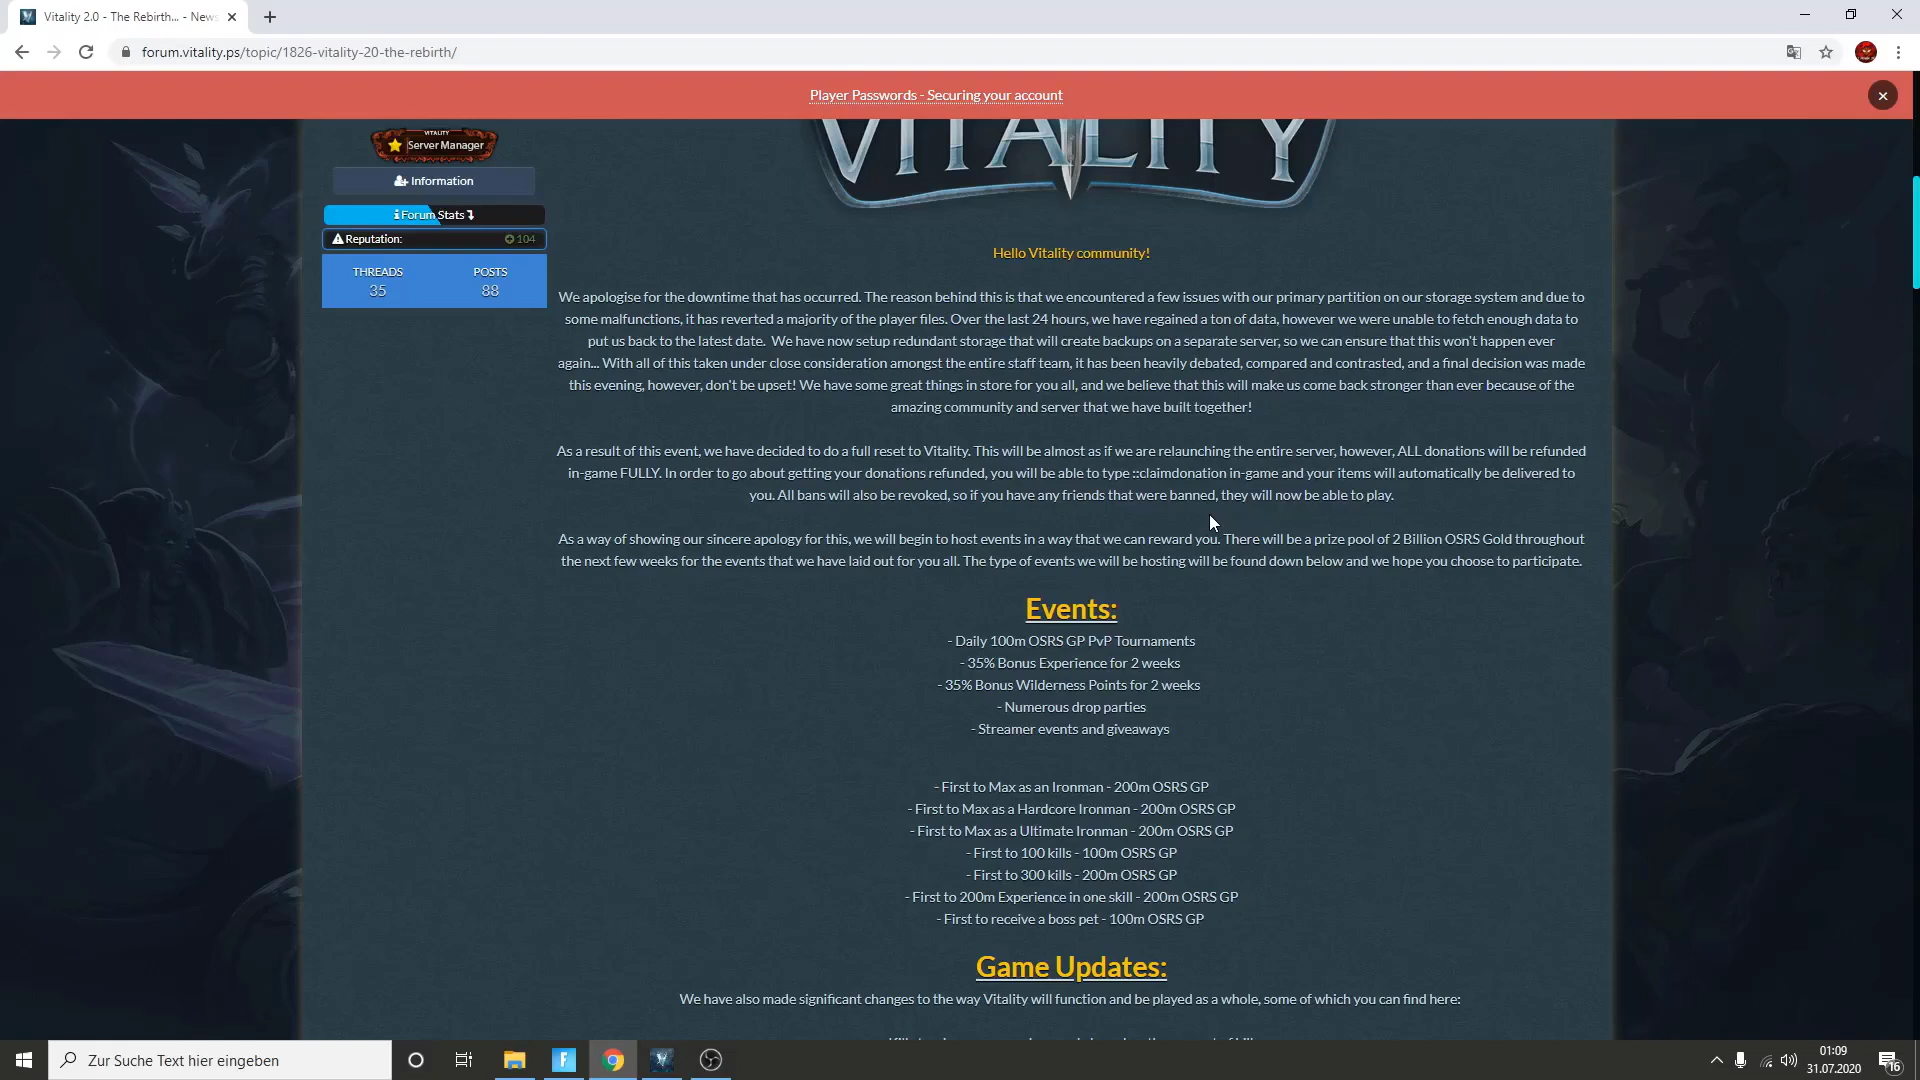 Vitality 2.0 - The Rebirth... - News
forum.vitality.ps/topic/1826-vitality-20-the-rebirth/
Player Passwords - Securing your account
VITALITY
VITALITY
Server Manager
Information
Forum Stats
Reputation: 104
THREADS POSTS
35 88
Hello Vitality community!
We apologise for the downtime that has occurred. The reason behind this is that we encountered a few issues with our primary partition on our storage system and due to
some malfunctions, it has reverted a majority of the player files. Over the last 24 hours, we have regained a ton of data, however we were unable to fetch enough data to
put us back to the latest date. We have now setup redundant storage that will create backups on a separate server, so we can ensure that this won't happen ever
again... With all of this taken under close consideration amongst the entire staff team, it has been heavily debated, compared and contrasted, and a final decision was made
this evening, however, don't be upset! We have some great things in store for you all, and we believe that this will make us come back stronger than ever because of the
amazing community and server that we have built together!
As a result of this event, we have decided to do a full reset to Vitality. This will be almost as if we are relaunching the entire server, however, ALL donations will be refunded
in-game FULLY. In order to go about getting your donations refunded, you will be able to type ::claimdonation in-game and your items will automatically be delivered to
you. All bans will also be revoked, so if you have any friends that were banned, they will now be able to play.
As a way of showing our sincere apology for this, we will begin to host events in a way that we can reward you. There will be a prize pool of 2 Billion OSRS Gold throughout
the next few weeks for the events that we have laid out for you all. The type of events we will be hosting will be found down below and we hope you choose to participate.
Events:
- Daily 100m OSRS GP PvP Tournaments
- 35% Bonus Experience for 2 weeks
- 35% Bonus Wilderness Points for 2 weeks
- Numerous drop parties
- Streamer events and giveaways
- First to Max as an Ironman - 200m OSRS GP
- First to Max as a Hardcore Ironman - 200m OSRS GP
- First to Max as a Ultimate Ironman - 200m OSRS GP
- First to 100 kills - 100m OSRS GP
- First to 300 kills - 200m OSRS GP
- First to 200m Experience in one skill - 200m OSRS GP
- First to receive a boss pet - 100m OSRS GP
Game Updates:
We have also made significant changes to the way Vitality will function and be played as a whole, some of which you can find here:
Zur Suche Text hier eingeben
01:09
31.07.2020
16